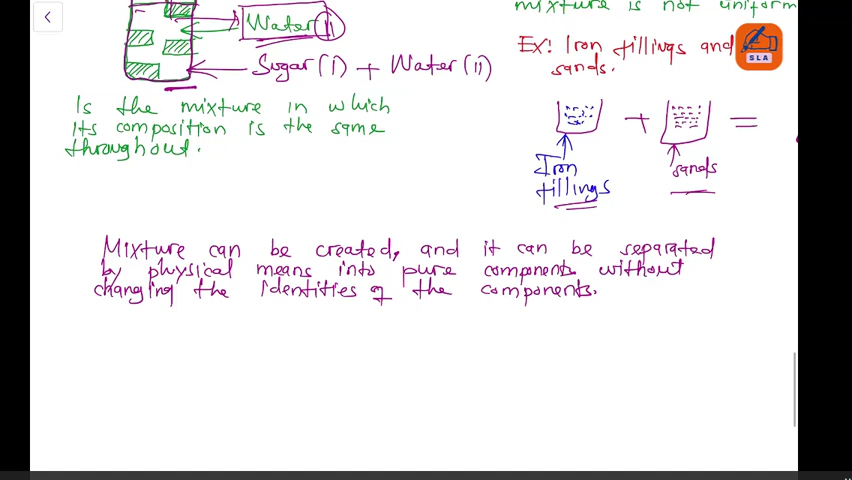 mixture is not uniform
Water (ii)
Ex: Iron fillings and
sands.
SLA
Sugar (i) + Water (ii)
Is the mixture in which
its composition is the same
throughout.
+ =
Iron
fillings
sands
Mixture can be created, and it can be separated
by physical means into pure components without
changing the identities of the components.